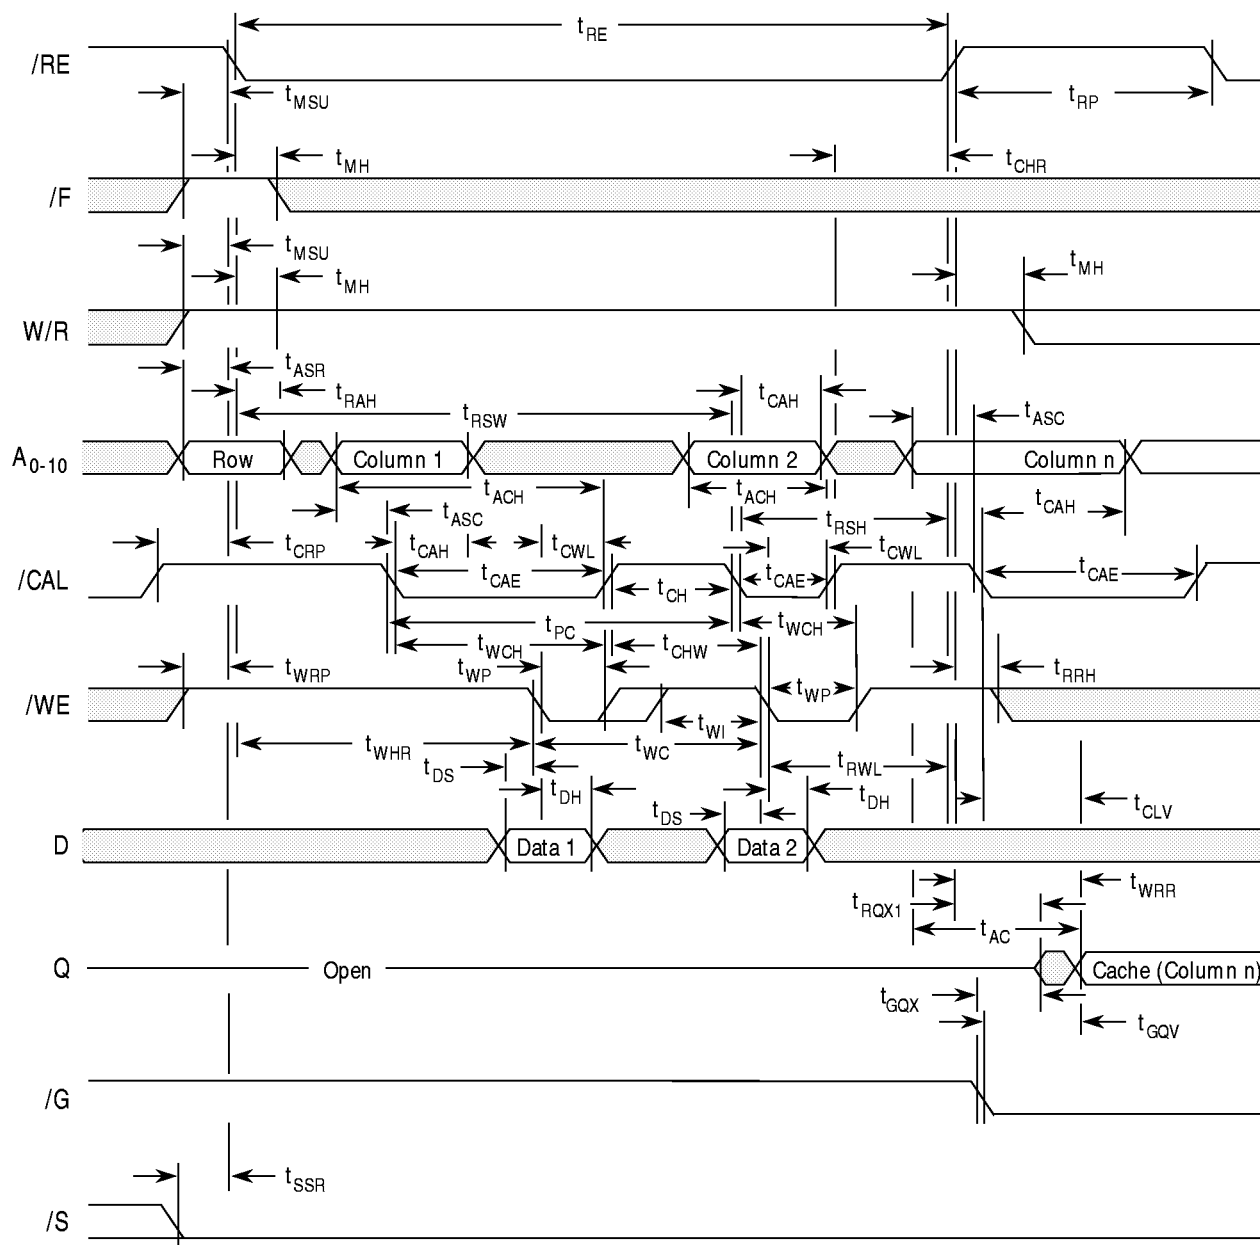 tRE
/RE
tMSU
tRP
tMH
tCHR
/F
tMSU
tMH
tMH
W/R
tASR
tRAH
tCAH
tRSW
tASC
A0-10
Row
Column 1
Column 2
Column n
tACH
tACH
tASC
tCAH
tRSH
tCRP
tCAH
tCWL
tCWL
/CAL
tCAE
tCAE
tCAE
tCH
tPC
tWCH
tWCH
tCHW
tWRP
tWP
tRRH
/WE
tWP
tWI
tWHR
tWC
tRWL
tDS
tDH
tDH
tDS
tCLV
D
Data 1
Data 2
tWRR
tRQX1
tAC
Q
Open
Cache (Column n)
tGQX
tGQV
/G
tSSR
/S